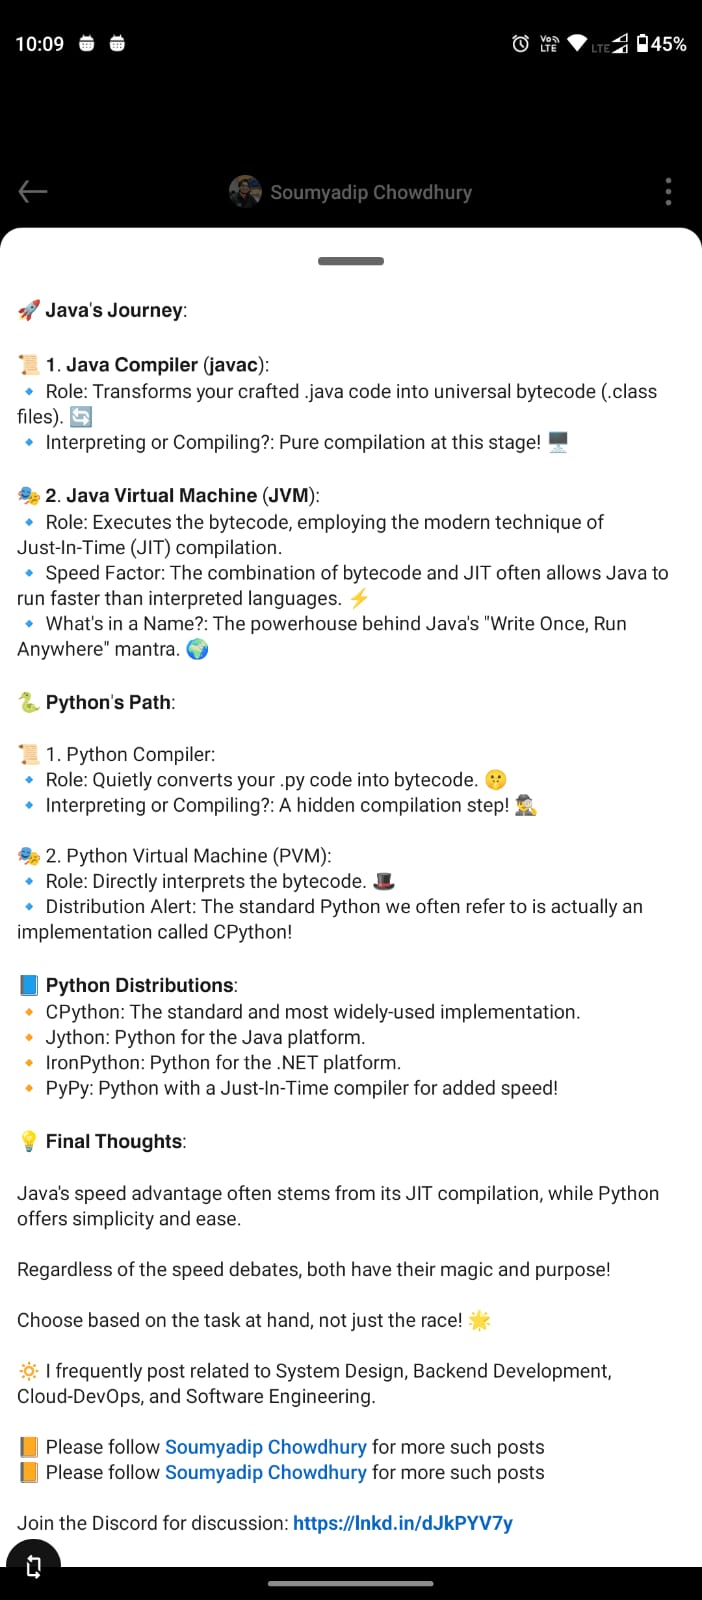 10:09
VoLTE LTE 45%
Soumyadip Chowdhury
🚀 Java's Journey:
📜 1. Java Compiler (javac):
🔹 Role: Transforms your crafted .java code into universal bytecode (.class
files). 🔄
🔹 Interpreting or Compiling?: Pure compilation at this stage! 🖥️
🎭 2. Java Virtual Machine (JVM):
🔹 Role: Executes the bytecode, employing the modern technique of
Just-In-Time (JIT) compilation.
🔹 Speed Factor: The combination of bytecode and JIT often allows Java to
run faster than interpreted languages. ⚡
🔹 What's in a Name?: The powerhouse behind Java's "Write Once, Run
Anywhere" mantra. 🌍
🐍 Python's Path:
📜 1. Python Compiler:
🔹 Role: Quietly converts your .py code into bytecode. 🤫
🔹 Interpreting or Compiling?: A hidden compilation step! 🕵️
🎭 2. Python Virtual Machine (PVM):
🔹 Role: Directly interprets the bytecode. 🎩
🔹 Distribution Alert: The standard Python we often refer to is actually an
implementation called CPython!
📘 Python Distributions:
🔸 CPython: The standard and most widely-used implementation.
🔸 Jython: Python for the Java platform.
🔸 IronPython: Python for the .NET platform.
🔸 PyPy: Python with a Just-In-Time compiler for added speed!
💡 Final Thoughts:
Java's speed advantage often stems from its JIT compilation, while Python
offers simplicity and ease.
Regardless of the speed debates, both have their magic and purpose!
Choose based on the task at hand, not just the race! 🌟
🔆 I frequently post related to System Design, Backend Development,
Cloud-DevOps, and Software Engineering.
📙 Please follow Soumyadip Chowdhury for more such posts
📙 Please follow Soumyadip Chowdhury for more such posts
Join the Discord for discussion: https://lnkd.in/dJkPYV7y